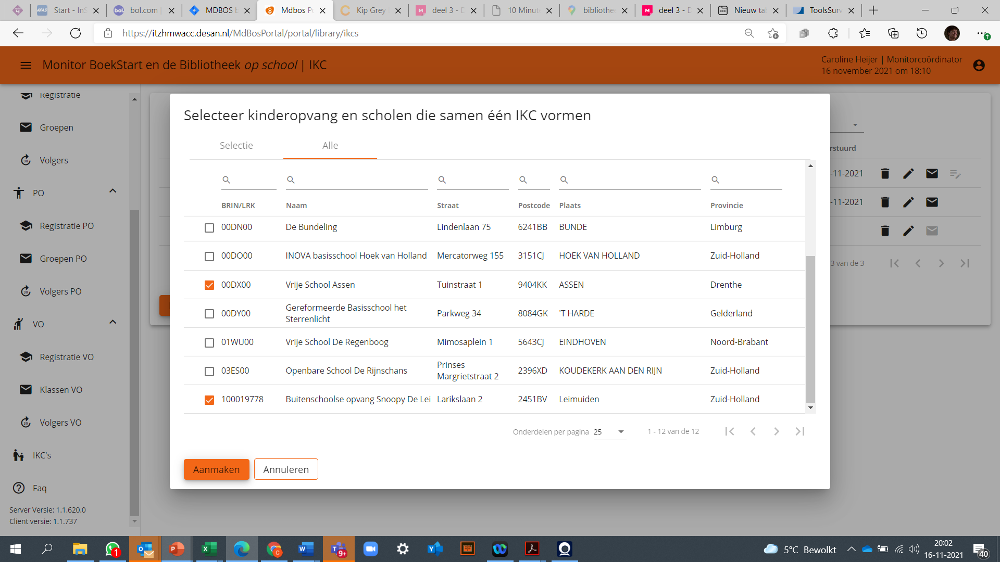 Start - InS
bol.com |
MDBOS b
Mdbos Po
Kip Grey
deel 3 - D
10 Minute
bibliothe
deel 3 - D
Nieuw tab
ToolsSurv
https://itzhmwacc.desan.nl/MdBosPortal/portal/library/ikcs
Monitor BoekStart en de Bibliotheek op school | IKC
Caroline Heijer | Monitorcoördinator
16 november 2021 om 18:10
Registratie
Groepen
Volgers
PO
Registratie PO
Groepen PO
Volgers PO
VO
Registratie VO
Klassen VO
Volgers VO
IKC's
Faq
Server Versie: 1.1.620.0
Client versie: 1.1.737
Selecteer kinderopvang en scholen die samen één IKC vormen
Selectie Alle
BRIN/LRK Naam Straat Postcode Plaats Provincie
00DN00 De Bundeling Lindenlaan 75 6241BB BUNDE Limburg
00DO00 INOVA basisschool Hoek van Holland Mercatorweg 155 3151CJ HOEK VAN HOLLAND Zuid-Holland
00DX00 Vrije School Assen Tuinstraat 1 9404KK ASSEN Drenthe
00DY00 Gereformeerde Basisschool het Sterrenlicht Parkweg 34 8084GK 'T HARDE Gelderland
01WU00 Vrije School De Regenboog Mimosaplein 1 5643CJ EINDHOVEN Noord-Brabant
03ES00 Openbare School De Rijnschans Prinses Margrietstraat 2 2396XD KOUDEKERK AAN DEN RIJN Zuid-Holland
100019778 Buitenschoolse opvang Snoopy De Lei Larikslaan 2 2451BV Leimuiden Zuid-Holland
Onderdelen per pagina 25 1 - 12 van de 12
Aanmaken Annuleren
rstuurd
-11-2021
-11-2021
3 van de 3
5°C Bewolkt
20:02
16-11-2021
40